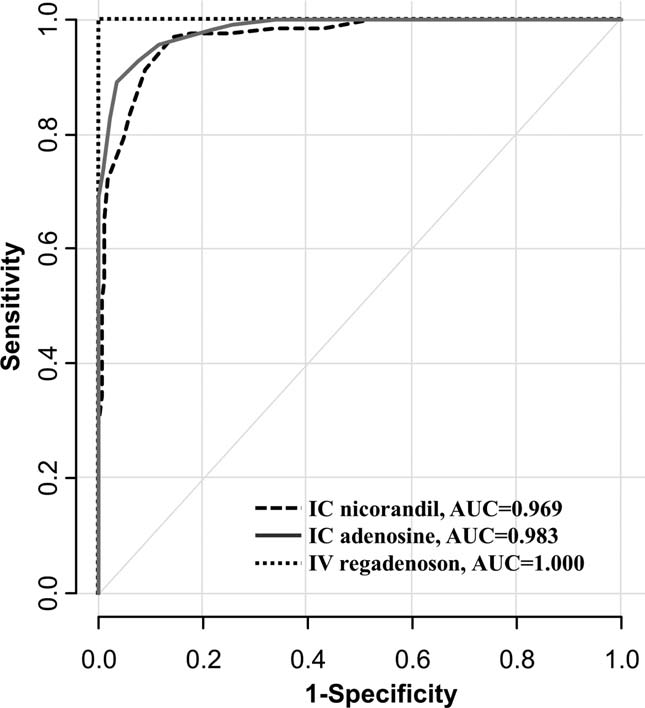 1.0
0.8
0.6
0.4
0.2
0.0
Sensitivity
IC nicorandil, AUC=0.969
IC adenosine, AUC=0.983
IV regadenoson, AUC=1.000
0.0 0.2 0.4 0.6 0.8 1.0
1-Specificity